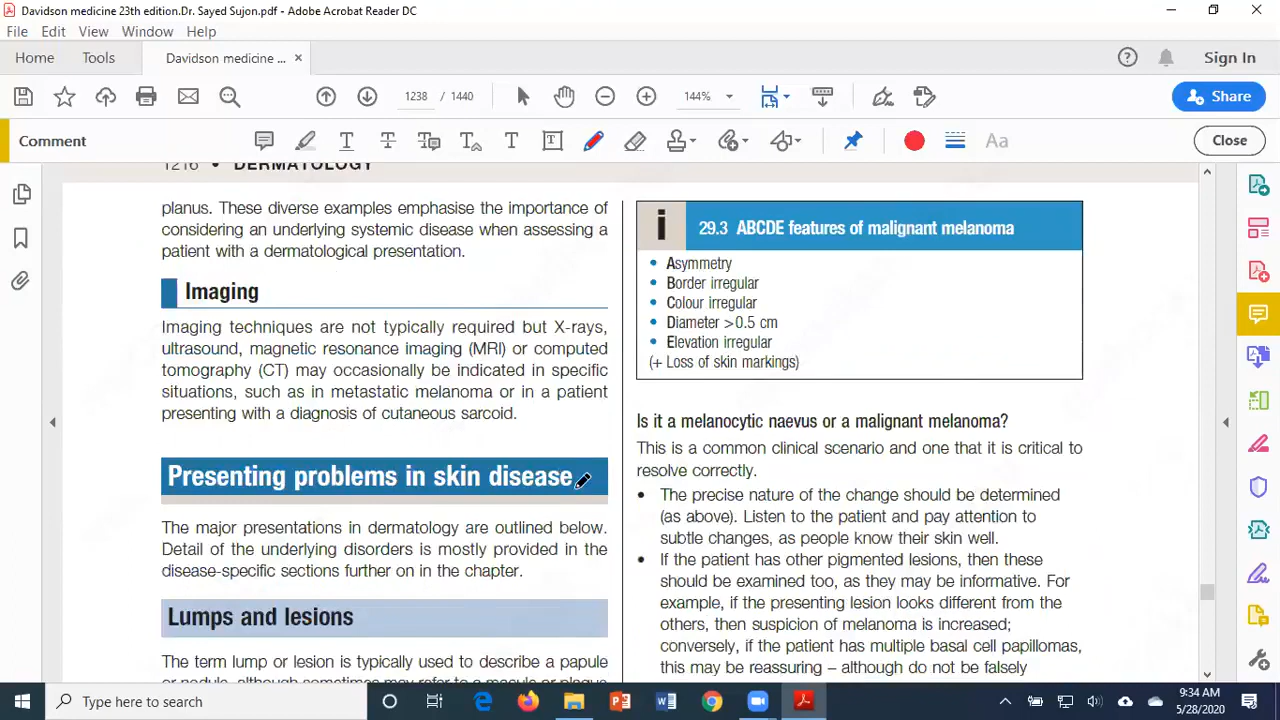 Davidson medicine 23th edition.Dr. Sayed Sujon.pdf - Adobe Acrobat Reader DC
File Edit View Window Help
Home Tools Davidson medicine ... × Sign In
1238 / 1440 144% Share
Comment Aa Close
1216 • DERMATOLOGY
planus. These diverse examples emphasise the importance of
considering an underlying systemic disease when assessing a
patient with a dermatological presentation.
Imaging
Imaging techniques are not typically required but X-rays,
ultrasound, magnetic resonance imaging (MRI) or computed
tomography (CT) may occasionally be indicated in specific
situations, such as in metastatic melanoma or in a patient
presenting with a diagnosis of cutaneous sarcoid.
Presenting problems in skin disease
The major presentations in dermatology are outlined below.
Detail of the underlying disorders is mostly provided in the
disease-specific sections further on in the chapter.
Lumps and lesions
The term lump or lesion is typically used to describe a papule
or nodule, although sometimes may refer to a macule or plaque
i 29.3 ABCDE features of malignant melanoma
• Asymmetry
• Border irregular
• Colour irregular
• Diameter >0.5 cm
• Elevation irregular
(+ Loss of skin markings)
Is it a melanocytic naevus or a malignant melanoma?
This is a common clinical scenario and one that it is critical to
resolve correctly.
• The precise nature of the change should be determined
(as above). Listen to the patient and pay attention to
subtle changes, as people know their skin well.
• If the patient has other pigmented lesions, then these
should be examined too, as they may be informative. For
example, if the presenting lesion looks different from the
others, then suspicion of melanoma is increased;
conversely, if the patient has multiple basal cell papillomas,
this may be reassuring – although do not be falsely
Type here to search
9:34 AM
5/28/2020